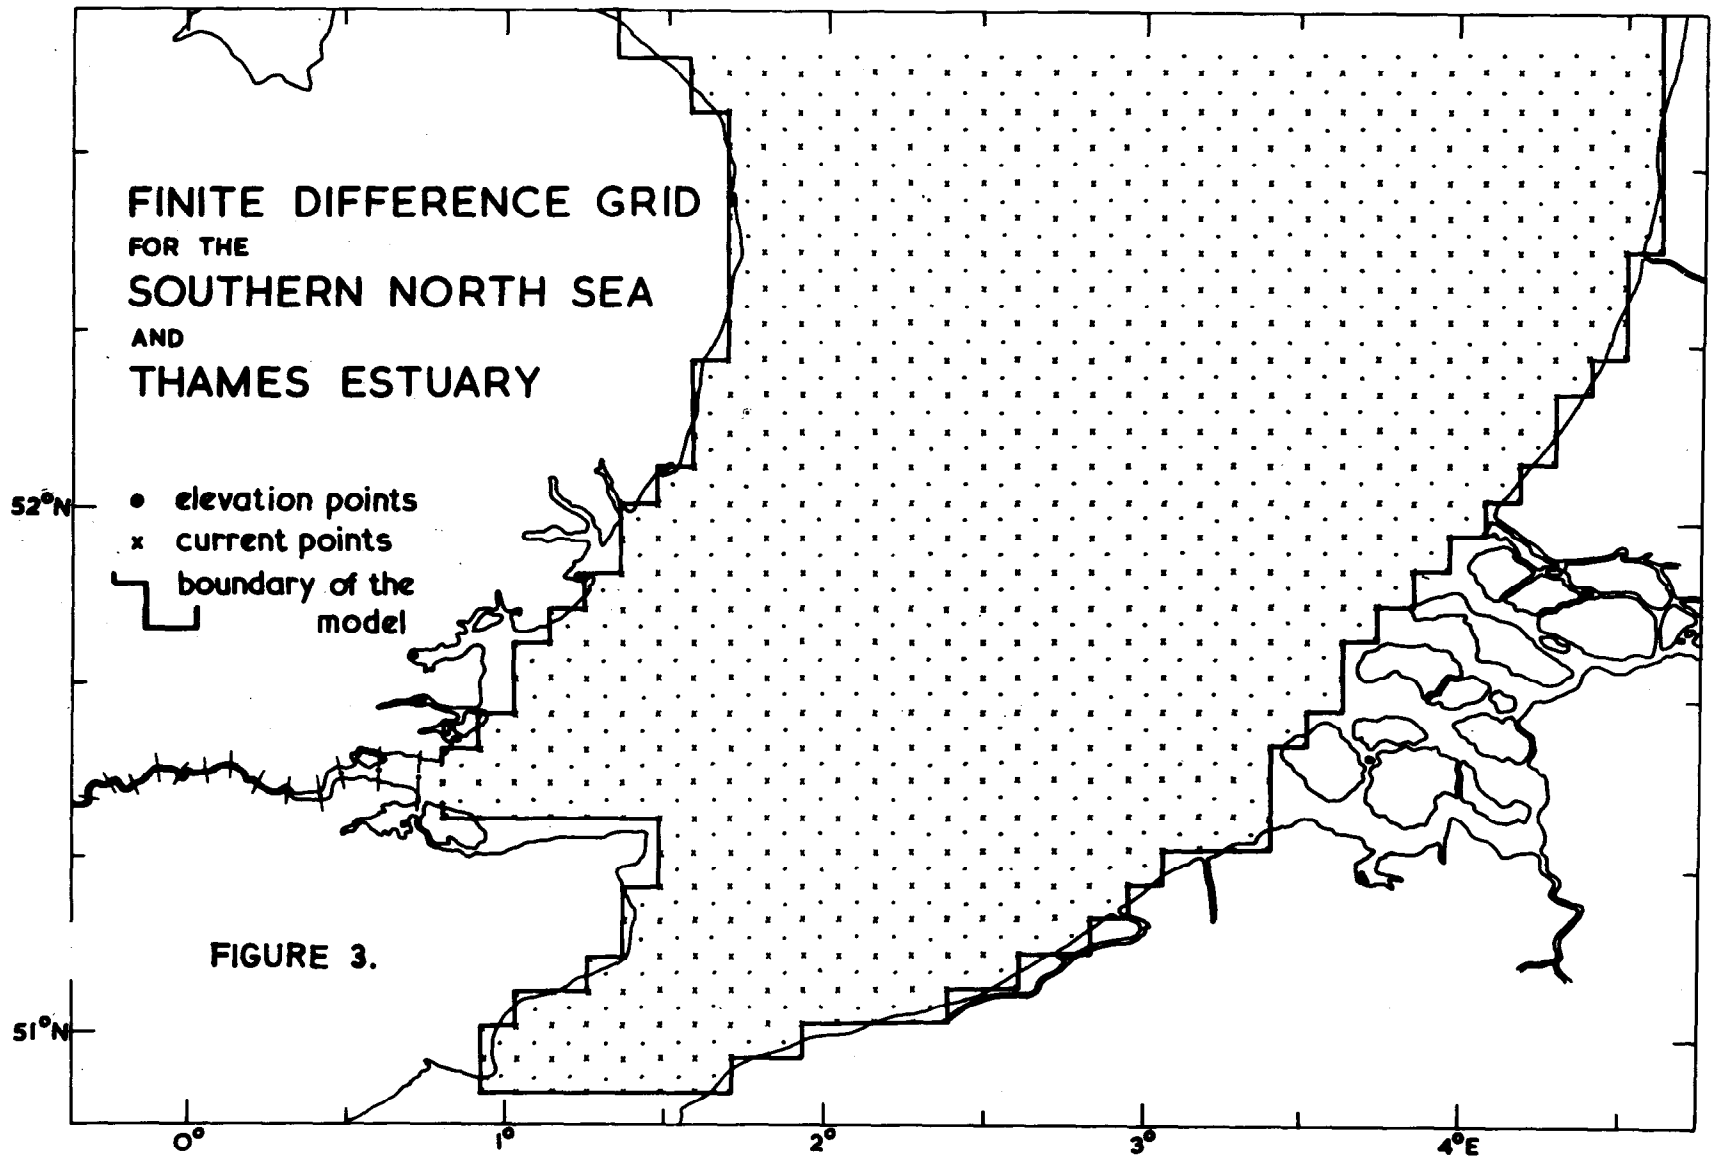 FINITE DIFFERENCE GRID
FOR THE
SOUTHERN NORTH SEA
AND
THAMES ESTUARY
52°N
• elevation points
x current points
boundary of the
model
FIGURE 3.
51°N
0° 1° 2° 3° 4°E